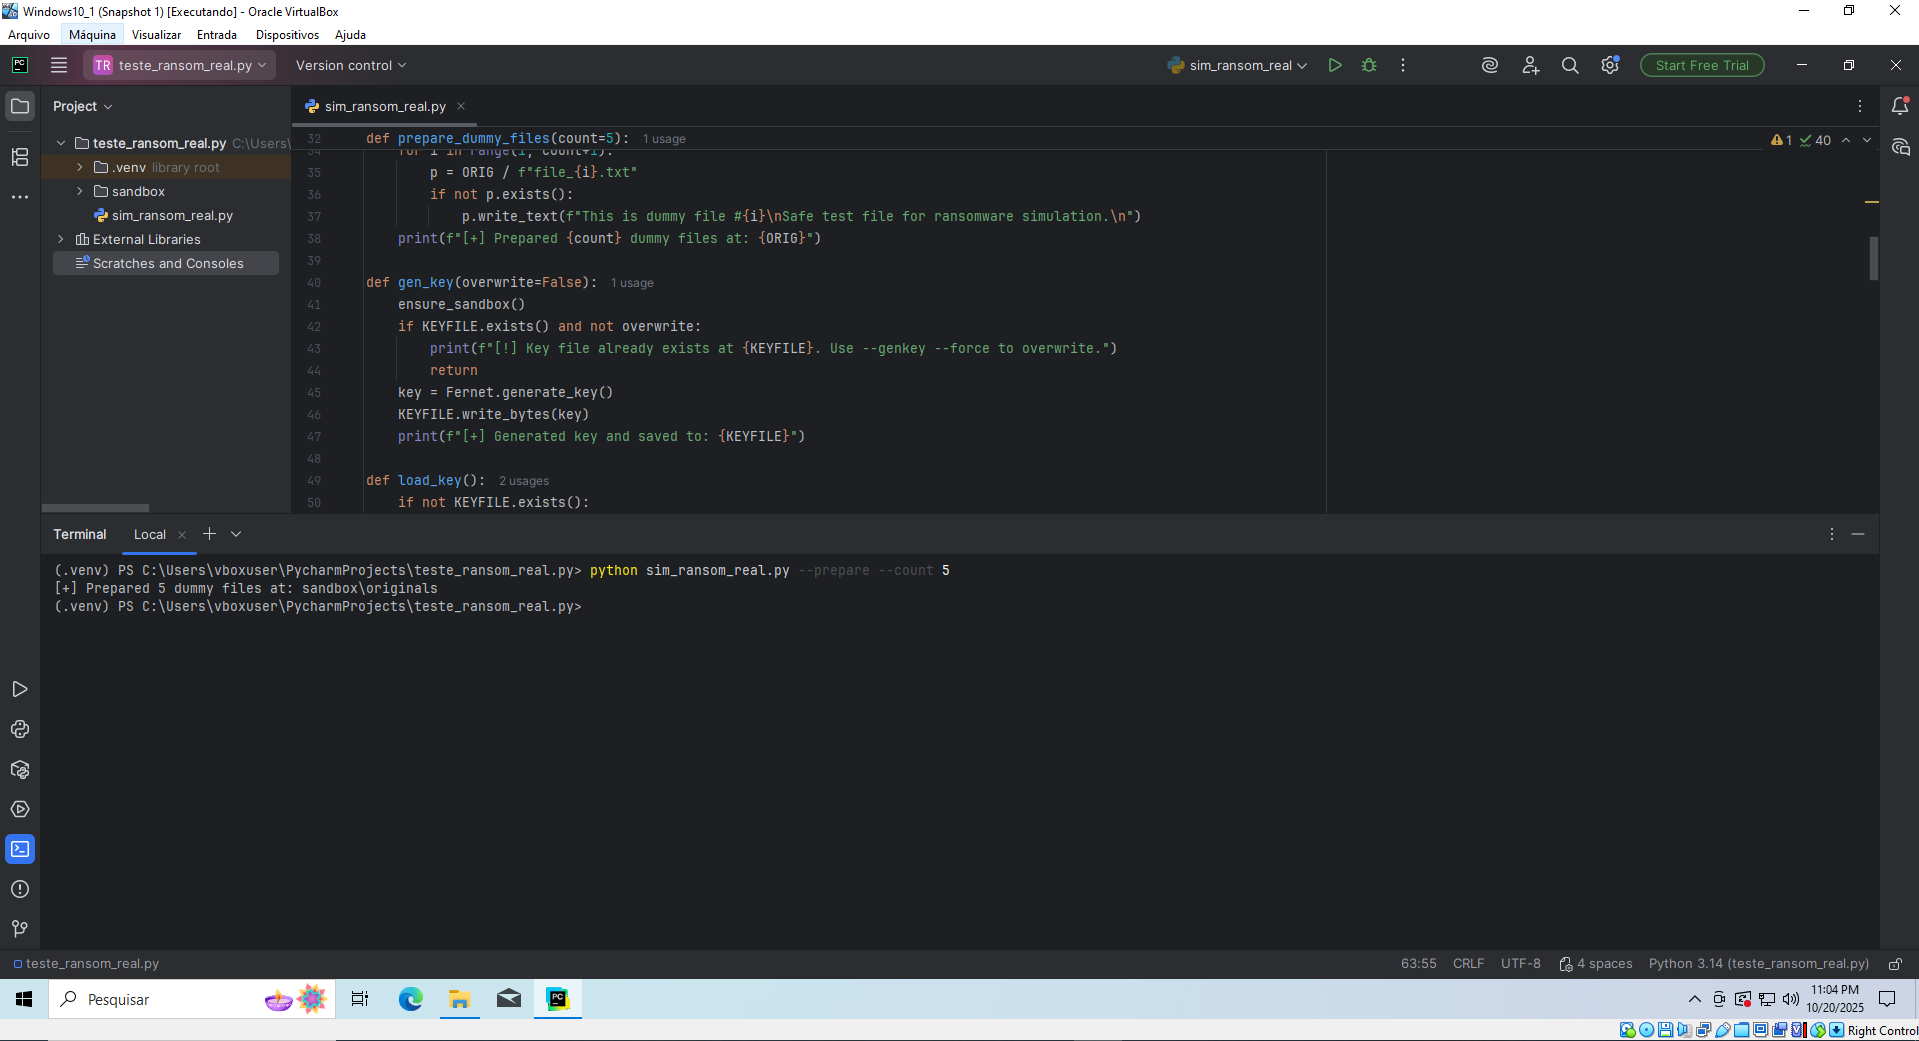 Windows10_1 (Snapshot 1) [Executando] - Oracle VirtualBox
Arquivo Máquina Visualizar Entrada Dispositivos Ajuda
PC TR teste_ransom_real.py Version control sim_ransom_real Start Free Trial
Project
sim_ransom_real.py
teste_ransom_real.py C:\Users\
.venv library root
sandbox
sim_ransom_real.py
External Libraries
Scratches and Consoles
32 def prepare_dummy_files(count=5): 1 usage
1 40
34 for i in range(1, count+1):
35 p = ORIG / f"file_{i}.txt"
36 if not p.exists():
37 p.write_text(f"This is dummy file #{i}\nSafe test file for ransomware simulation.\n")
38 print(f"[+] Prepared {count} dummy files at: {ORIG}")
39
40 def gen_key(overwrite=False): 1 usage
41 ensure_sandbox()
42 if KEYFILE.exists() and not overwrite:
43 print(f"[!] Key file already exists at {KEYFILE}. Use --genkey --force to overwrite.")
44 return
45 key = Fernet.generate_key()
46 KEYFILE.write_bytes(key)
47 print(f"[+] Generated key and saved to: {KEYFILE}")
48
49 def load_key(): 2 usages
50 if not KEYFILE.exists():
Terminal Local
(.venv) PS C:\Users\vboxuser\PycharmProjects\teste_ransom_real.py> python sim_ransom_real.py --prepare --count 5
[+] Prepared 5 dummy files at: sandbox\originals
(.venv) PS C:\Users\vboxuser\PycharmProjects\teste_ransom_real.py>
teste_ransom_real.py
63:55 CRLF UTF-8 4 spaces Python 3.14 (teste_ransom_real.py)
Pesquisar
PC
11:04 PM
10/20/2025
Right Control